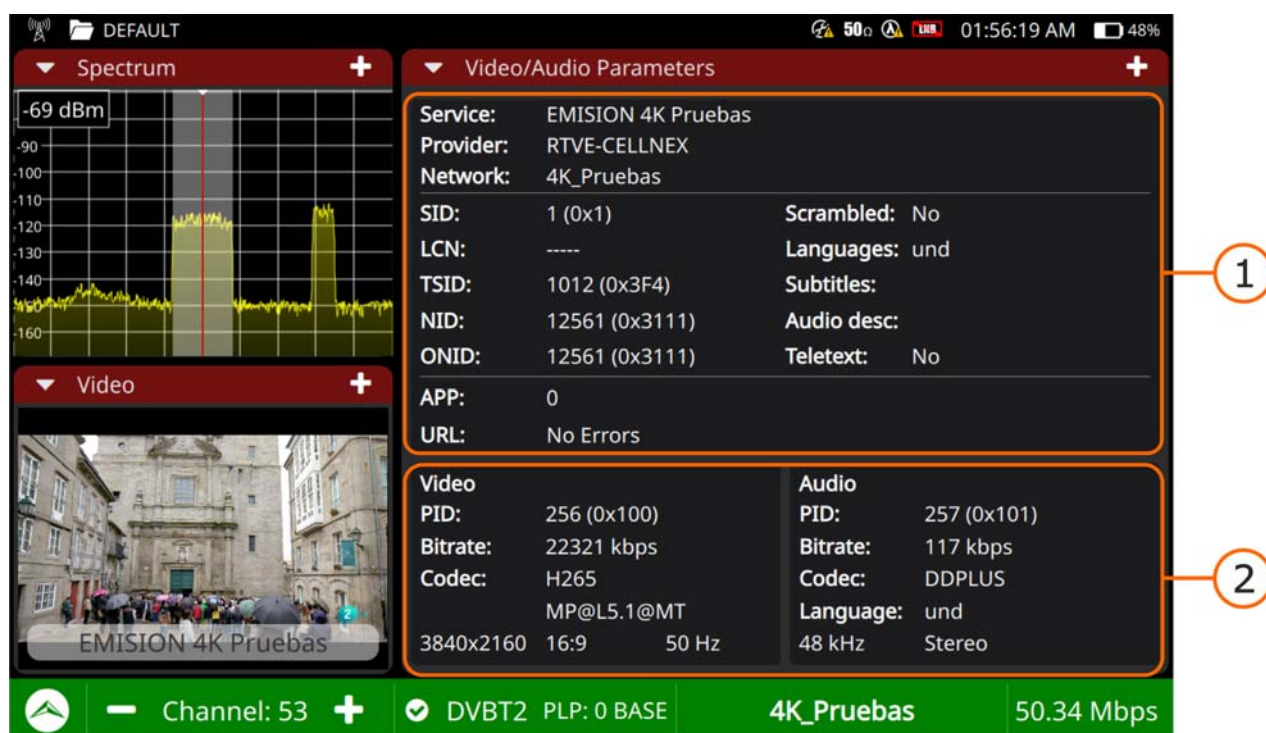 DEFAULT
50Ω
LNB
01:56:19 AM
48%
Spectrum
-69 dBm
-90
-100
-110
-120
-130
-140
-160
Video
2
EMISION 4K Pruebas
Video/Audio Parameters
Service: EMISION 4K Pruebas
Provider: RTVE-CELLNEX
Network: 4K_Pruebas
SID: 1 (0x1) Scrambled: No
LCN: ----- Languages: und
TSID: 1012 (0x3F4) Subtitles:
NID: 12561 (0x3111) Audio desc:
ONID: 12561 (0x3111) Teletext: No
APP: 0
URL: No Errors
1
Video
PID: 256 (0x100)
Bitrate: 22321 kbps
Codec: H265
MP@L5.1@MT
3840x2160 16:9 50 Hz
Audio
PID: 257 (0x101)
Bitrate: 117 kbps
Codec: DDPLUS
Language: und
48 kHz Stereo
2
Channel: 53
DVBT2 PLP: 0 BASE
4K_Pruebas
50.34 Mbps